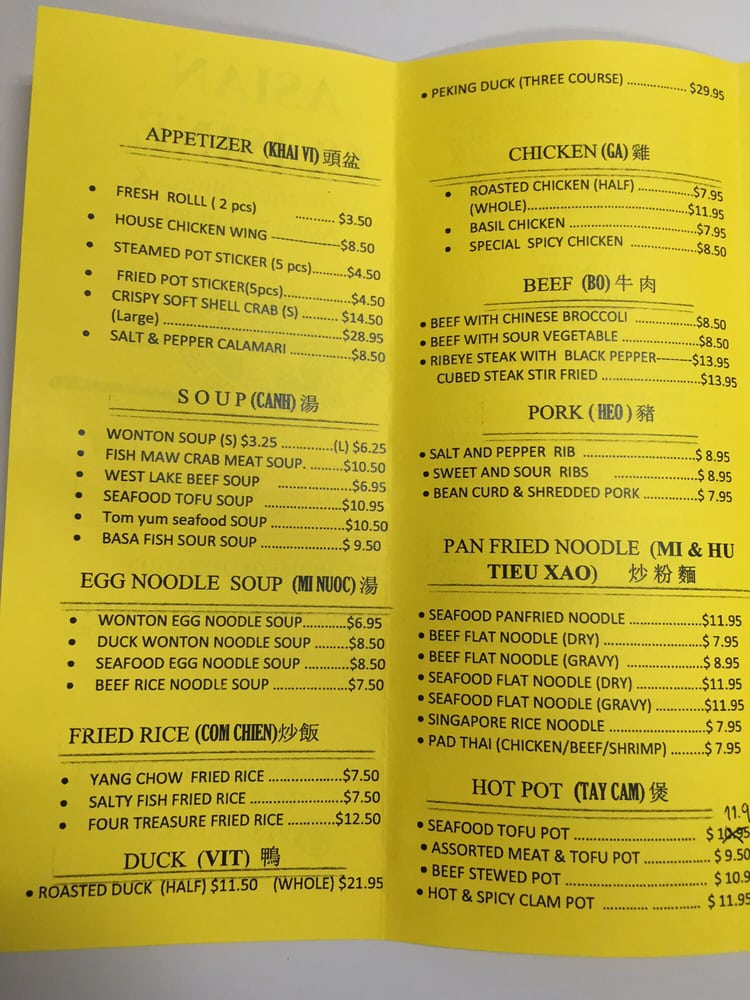 APPETIZER (KHAI VI) 頭盆
• FRESH ROLLL ( 2 pcs) ........... $3.50
• HOUSE CHICKEN WING ----------------$8.50
• STEAMED POT STICKER (5 pcs)..........$4.50
• FRIED POT STICKER(5pcs)......................$4.50
• CRISPY SOFT SHELL CRAB (S) ......... $14.50
(Large) .............................................$28.95
• SALT & PEPPER CALAMARI ......................$8.50
S O U P (CANH) 湯
• WONTON SOUP (S) $3.25 .............(L) $6.25
• FISH MAW CRAB MEAT SOUP. .........$10.50
• WEST LAKE BEEF SOUP ..................$6.95
• SEAFOOD TOFU SOUP ..................$10.95
• Tom yum seafood SOUP ........................$10.50
• BASA FISH SOUR SOUP .....................$ 9.50
EGG NOODLE SOUP (MI NUOC) 湯
• WONTON EGG NOODLE SOUP...........$6.95
• DUCK WONTON NOODLE SOUP .........$8.50
• SEAFOOD EGG NOODLE SOUP ............$8.50
• BEEF RICE NOODLE SOUP ...................$7.50
FRIED RICE (COM CHIEN)炒飯
• YANG CHOW FRIED RICE ...................$7.50
• SALTY FISH FRIED RICE .......................$7.50
• FOUR TREASURE FRIED RICE ...........$12.50
DUCK (VIT) 鴨
• ROASTED DUCK (HALF) $11.50 (WHOLE) $21.95
• PEKING DUCK (THREE COURSE) ................. $29.95
CHICKEN (GA) 雞
• ROASTED CHICKEN (HALF) ...............$7.95
(WHOLE)............................................$11.95
• BASIL CHICKEN ...................................$7.95
• SPECIAL SPICY CHICKEN ....................$8.50
BEEF (BO) 牛 肉
• BEEF WITH CHINESE BROCCOLI ................$8.50
• BEEF WITH SOUR VEGETABLE ....................$8.50
• RIBEYE STEAK WITH BLACK PEPPER--------$13.95
CUBED STEAK STIR FRIED .........................$13.95
PORK ( HEO ) 豬
• SALT AND PEPPER RIB ...........................$ 8.95
• SWEET AND SOUR RIBS ......................$ 8.95
• BEAN CURD & SHREDDED PORK ...............$ 7.95
PAN FRIED NOODLE (MI & HU
TIEU XAO) 炒 粉 麵
• SEAFOOD PANFRIED NOODLE ..................$11.95
• BEEF FLAT NOODLE (DRY) ........................$ 7.95
• BEEF FLAT NOODLE (GRAVY) ..................$ 8.95
• SEAFOOD FLAT NOODLE (DRY) ................$11.95
• SEAFOOD FLAT NOODLE (GRAVY) ...........$11.95
• SINGAPORE RICE NOODLE .......................$ 7.95
• PAD THAI (CHICKEN/BEEF/SHRIMP) ........$ 7.95
HOT POT (TAY CAM) 煲
11.9
• SEAFOOD TOFU POT ............................ $ 10.95
• ASSORTED MEAT & TOFU POT ................ $ 9.50
• BEEF STEWED POT ................................. $ 10.9
• HOT & SPICY CLAM POT ........................ $ 11.95